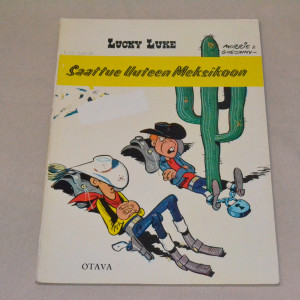 LUCKY LUKE
MORRIS & GOSCINNY
Saattue Uuteen Meksikoon
OTAVA